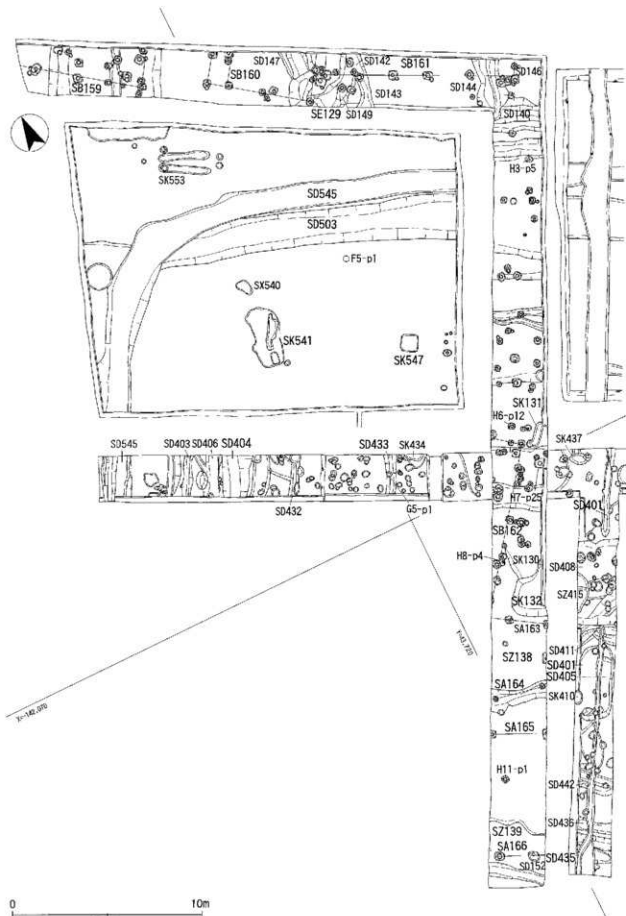 SD147
SD142
SB161
SD146
SB159
SB160
SD143
SD144
SE129
SD149
SD140
H3-p5
SK553
SD545
SD503
F5-p1
SX540
SK541
SK547
SK131
H6-p12
SD545
SD403
SD406
SD404
SD433
SK434
SK437
SD432
G5-p1
H7-p25
SD401
SB162
H8-p4
SK130
SD408
SZ415
SK132
SA163
SZ138
SD411
SD401
SD405
SA164
SK410
SA165
H11-p1
SD442
SZ139
SD436
SA166
SD435
SD152
0
10m